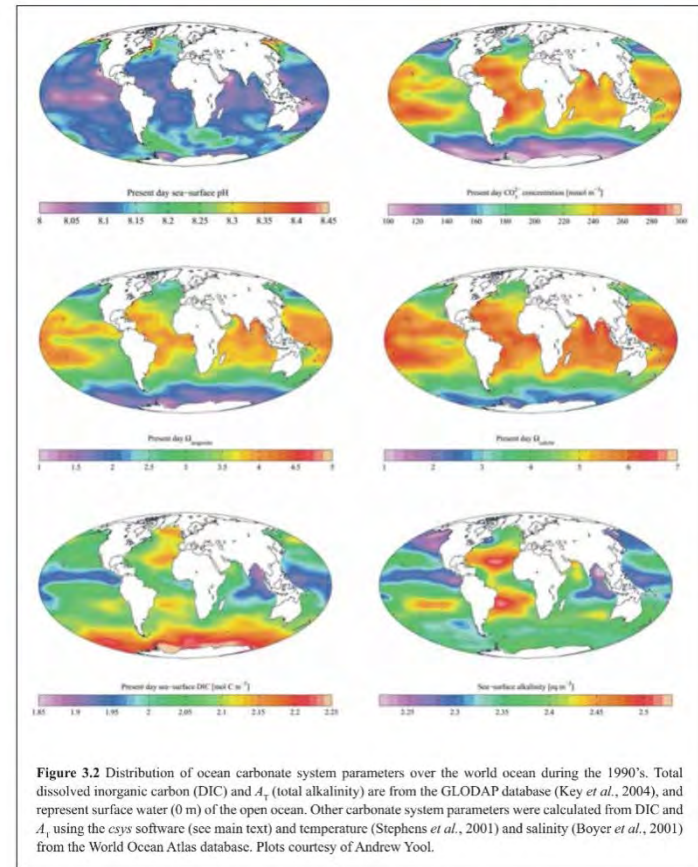 Present day sea-surface pH
8 8.05 8.1 8.15 8.2 8.25 8.3 8.35 8.4 8.45
Present day CO₃²⁻ concentration [mmol m⁻³]
100 120 140 160 180 200 220 240 260 280 300
Present day Ω aragonite
1 1.5 2 2.5 3 3.5 4 4.5 5
Present day Ω calcite
1 2 3 4 5 6 7
Present day sea-surface DIC [mol C m⁻³]
1.85 1.9 1.95 2 2.05 2.1 2.15 2.2 2.25
Sea-surface alkalinity [eq m⁻³]
2.25 2.3 2.35 2.4 2.45 2.5
Figure 3.2 Distribution of ocean carbonate system parameters over the world ocean during the 1990's. Total
dissolved inorganic carbon (DIC) and A_T (total alkalinity) are from the GLODAP database (Key et al., 2004), and
represent surface water (0 m) of the open ocean. Other carbonate system parameters were calculated from DIC and
A_T using the csys software (see main text) and temperature (Stephens et al., 2001) and salinity (Boyer et al., 2001)
from the World Ocean Atlas database. Plots courtesy of Andrew Yool.